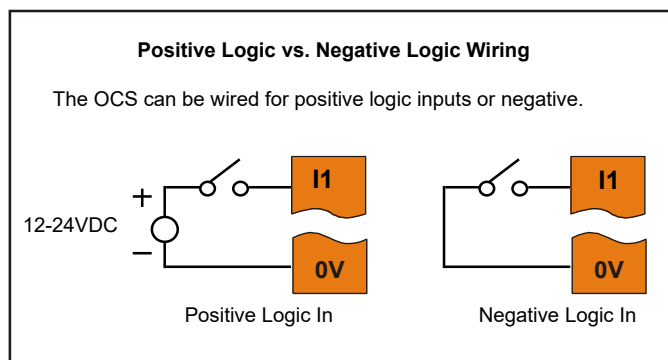 Positive Logic vs. Negative Logic Wiring
The OCS can be wired for positive logic inputs or negative.
I1
I1
+
12-24VDC
–
0V
0V
Positive Logic In
Negative Logic In